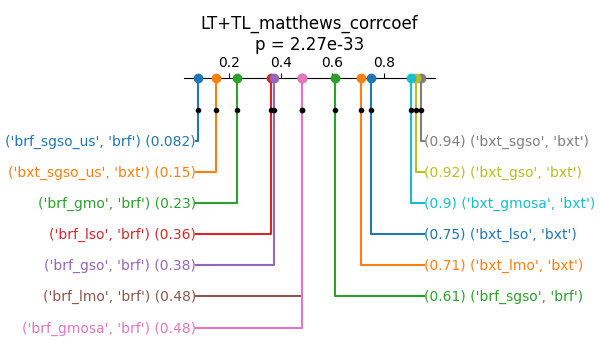 LT+TL_matthews_corrcoef
p = 2.27e-33
0.2 0.4 0.6 0.8
('brf_sgso_us', 'brf') (0.082) (0.94) ('bxt_sgso', 'bxt')
('bxt_sgso_us', 'bxt') (0.15) (0.92) ('bxt_gso', 'bxt')
('brf_gmo', 'brf') (0.23) (0.9) ('bxt_gmosa', 'bxt')
('brf_lso', 'brf') (0.36) (0.75) ('bxt_lso', 'bxt')
('brf_gso', 'brf') (0.38) (0.71) ('bxt_lmo', 'bxt')
('brf_lmo', 'brf') (0.48) (0.61) ('brf_sgso', 'brf')
('brf_gmosa', 'brf') (0.48)